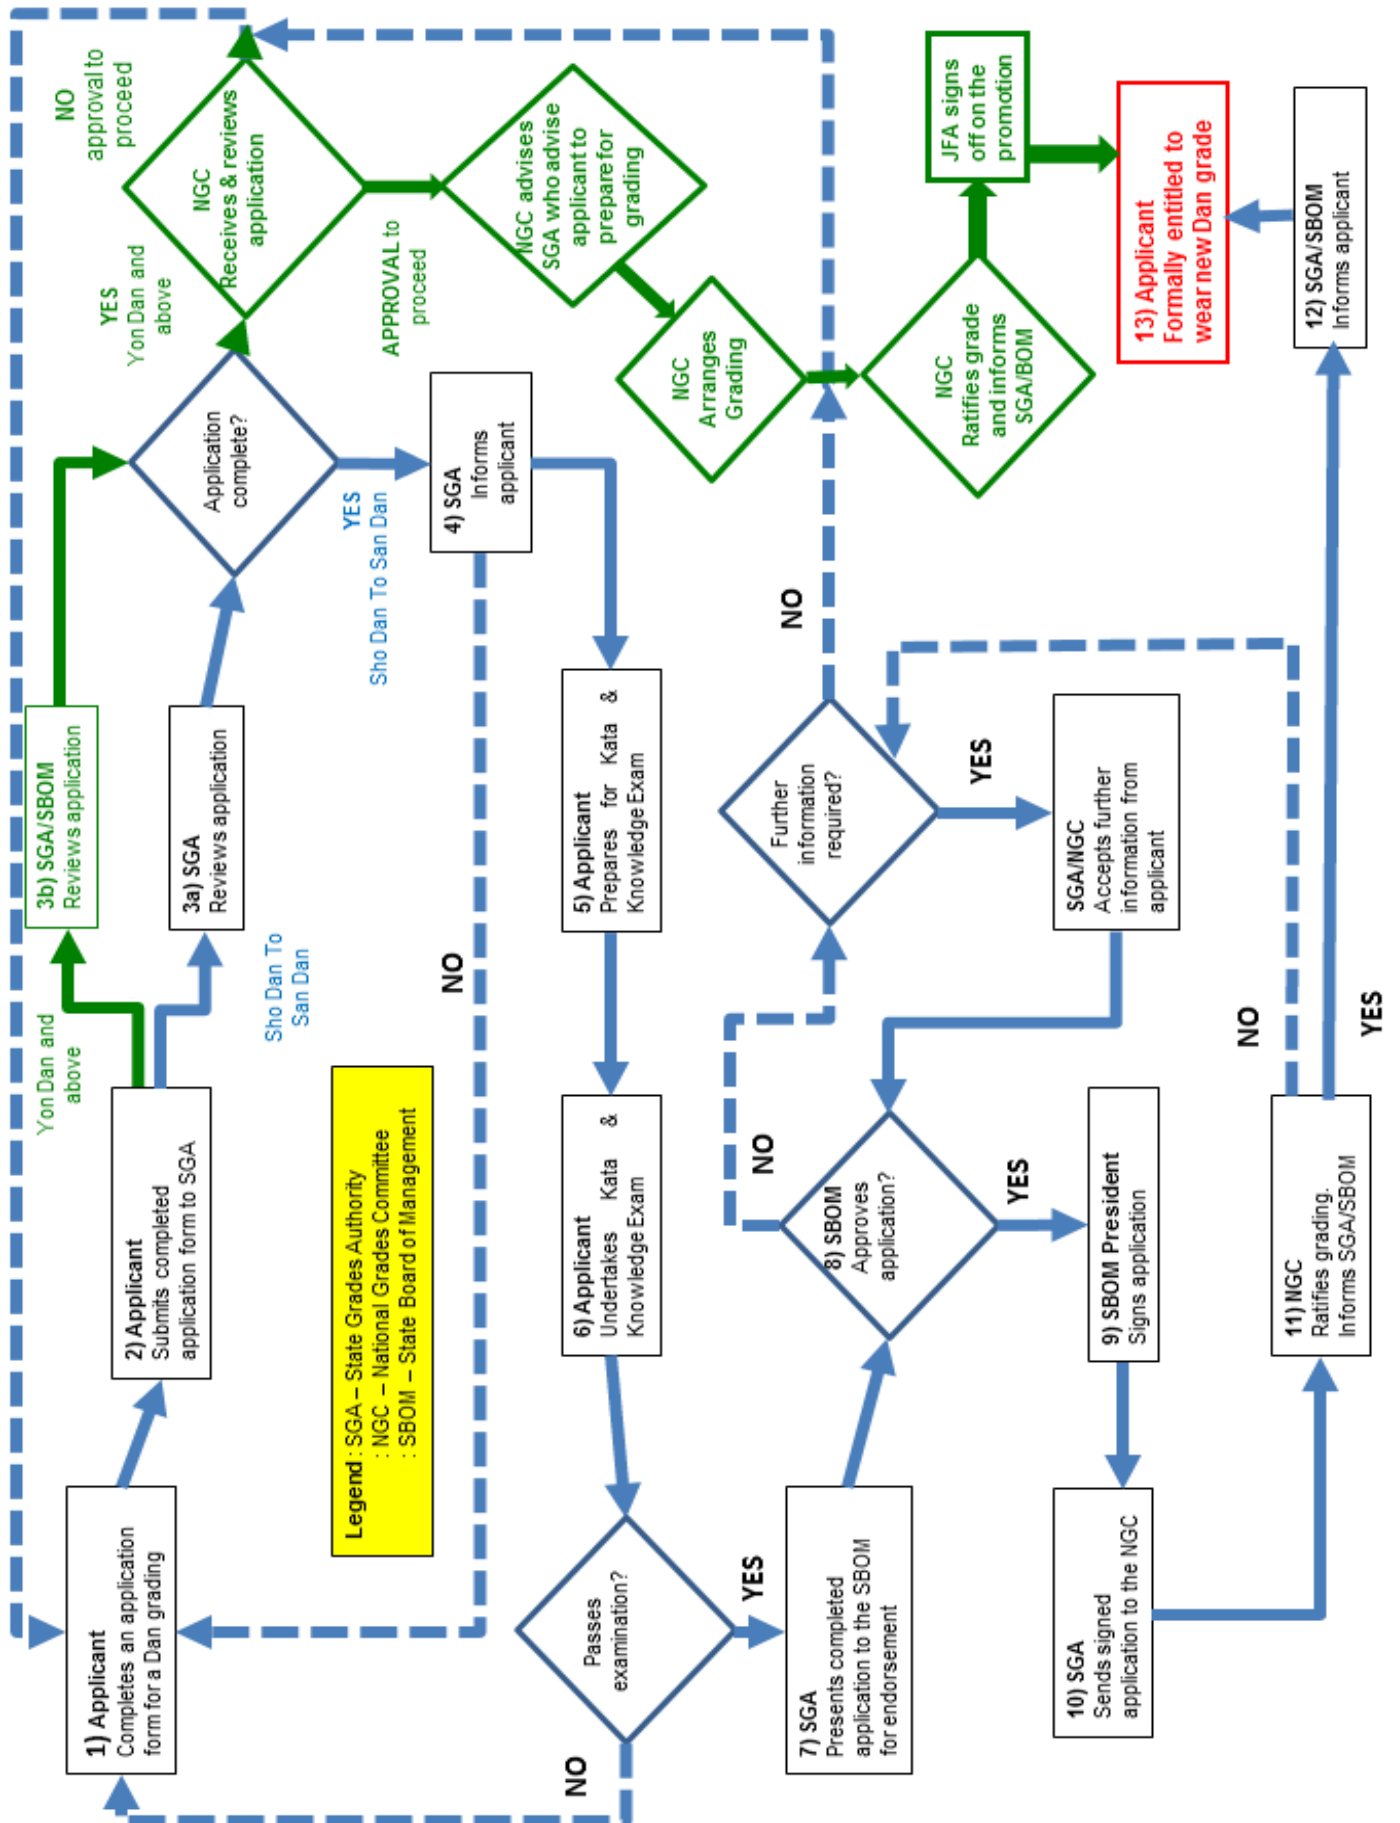 1) Applicant
Completes an application
form for a Dan grading
2) Applicant
Submits completed
application form to SGA
Yon Dan and
above
Sho Dan To
San Dan
3b) SGA/SBOM
Reviews application
3a) SGA
Reviews application
Application
complete?
YES
Yon Dan and
above
NO
approval to
proceed
NGC
Receives & reviews
application
APPROVAL to
proceed
NGC advises
SGA who advise
applicant to
prepare for
grading
NGC
Arranges
Grading
NGC
Ratifies grade
and informs
SGA/BOM
JFA signs
off on the
promotion
YES
Sho Dan To San Dan
4) SGA
Informs
applicant
NO
Legend : SGA – State Grades Authority
: NGC – National Grades Committee
: SBOM – State Board of Management
5) Applicant
Prepares for Kata &
Knowledge Exam
6) Applicant
Undertakes Kata &
Knowledge Exam
Passes
examination?
NO
YES
7) SGA
Presents completed
application to the SBOM
for endorsement
8) SBOM
Approves
application?
NO
YES
Further
information
required?
NO
YES
SGA/NGC
Accepts further
information from
applicant
9) SBOM President
Signs application
10) SGA
Sends signed
application to the NGC
11) NGC
Ratifies grading.
Informs SGA/SBOM
NO
YES
12) SGA/SBOM
Informs applicant
13) Applicant
Formally entitled to
wear new Dan grade